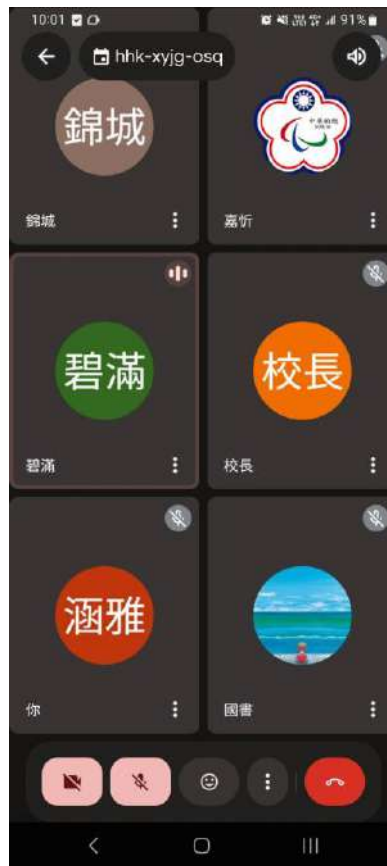 10:01
91%
hhk-xyjg-osq
錦城
錦城
嘉忻
碧滿
校長
碧滿
校長
涵雅
你
國書